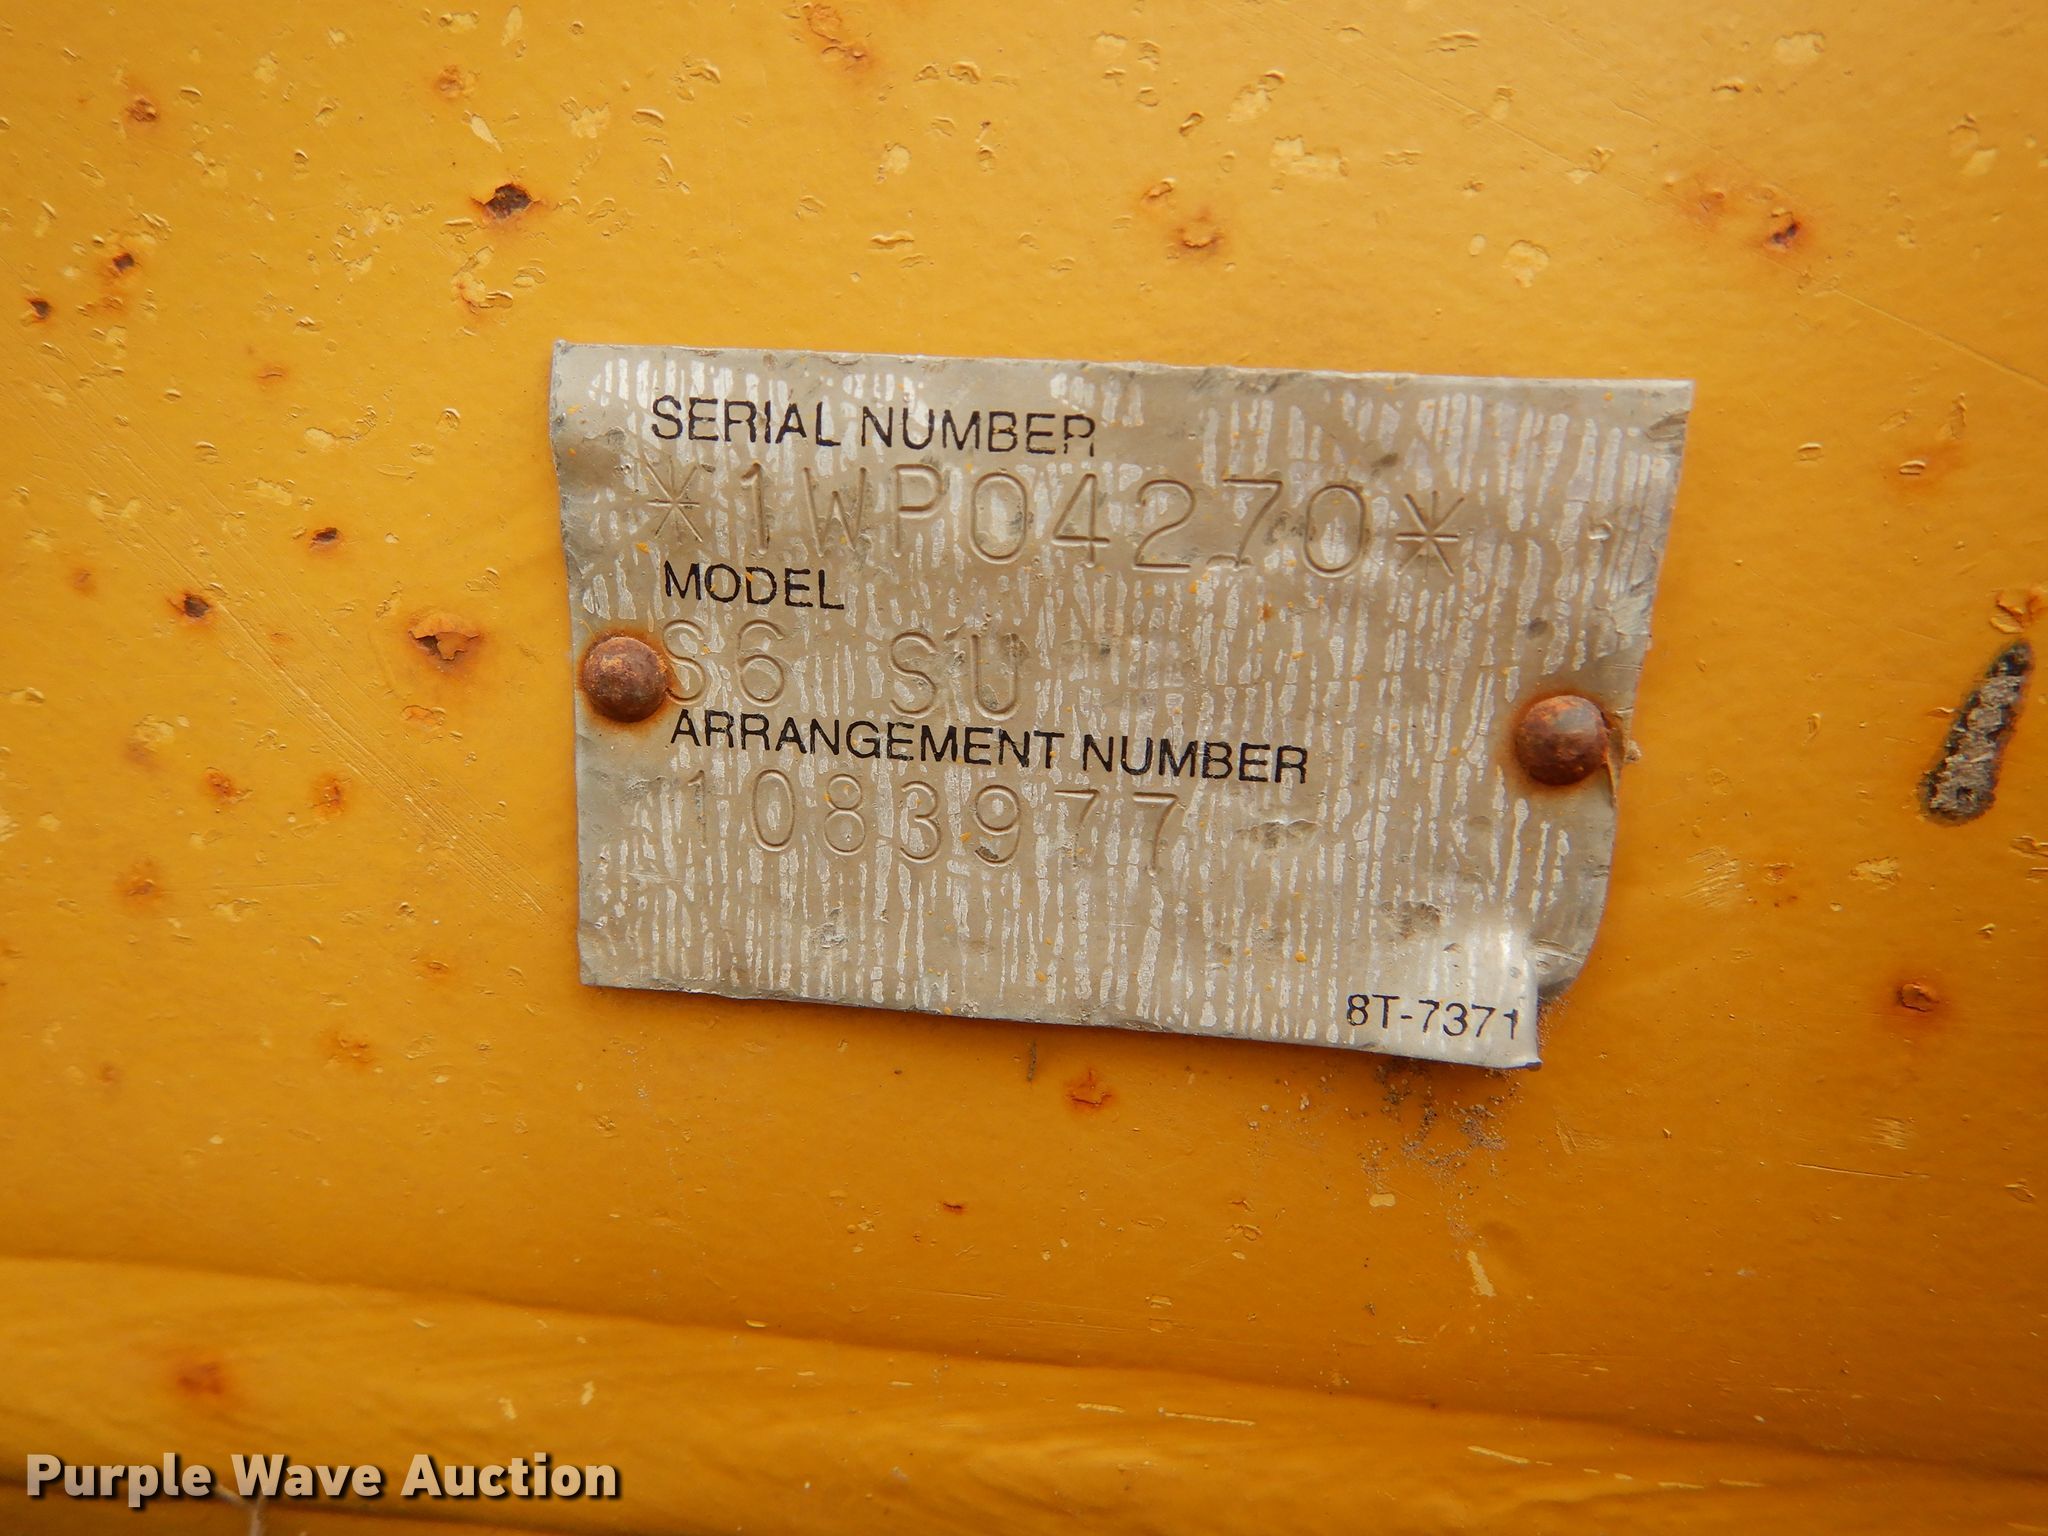 SERIAL NUMBER
*1WP04270*
MODEL
S6 SU
ARRANGEMENT NUMBER
1083977
8T-7371
Purple Wave Auction